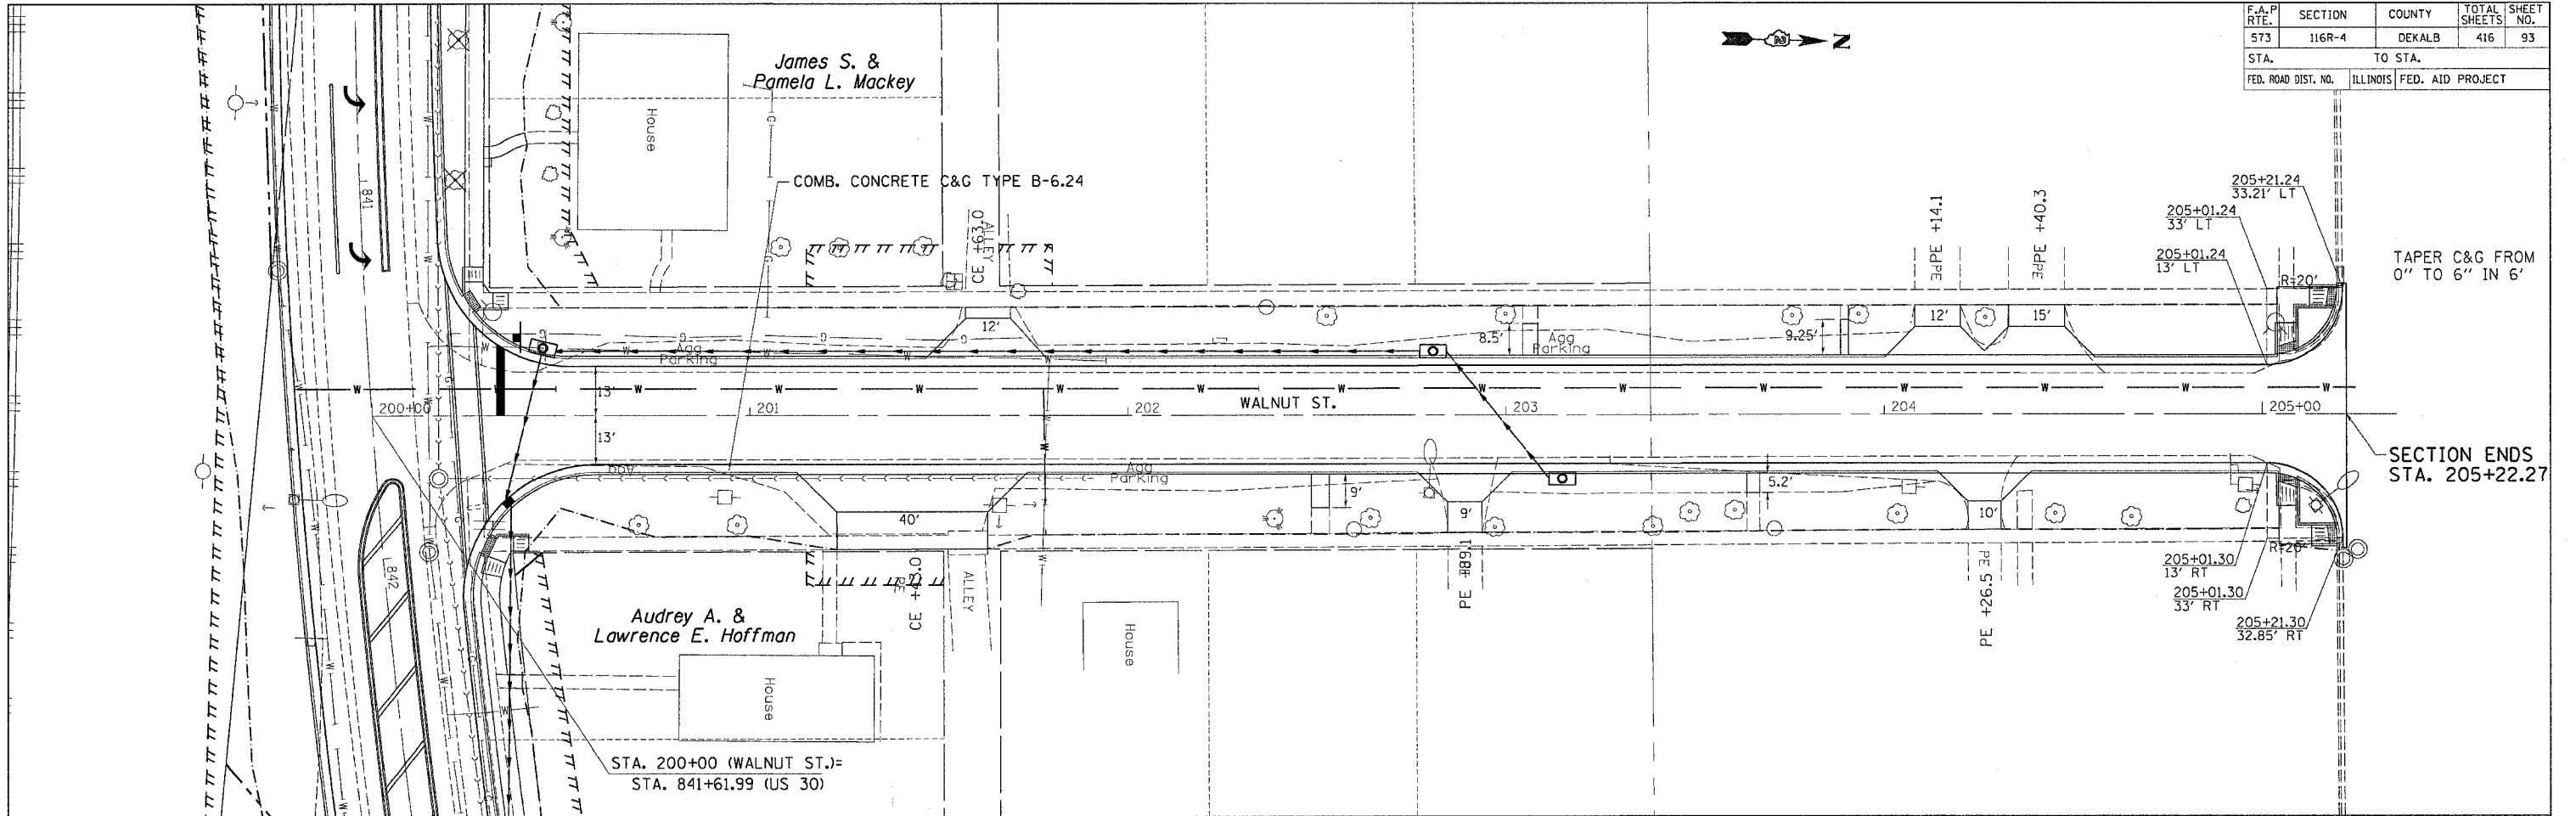 F.A.P RTE. SECTION COUNTY TOTAL SHEETS SHEET NO.
573 116R-4 DEKALB 416 93
STA. TO STA.
FED. ROAD DIST. NO. ILLINOIS FED. AID PROJECT
N
James S. &
Pamela L. Mackey
House
COMB. CONCRETE C&G TYPE B-6.24
841
CE +63.0
ALLEY
PE +14.1
PE
PE +40.3
PE
205+21.24
33.21' LT
205+01.24
33' LT
205+01.24
13' LT
R=20'
TAPER C&G FROM
0" TO 6" IN 6'
12'
8.5'
Agg
Parking
9.25'
12'
15'
Agg
Parking
13'
200+00
201
202
WALNUT ST.
203
204
205+00
13'
SECTION ENDS
STA. 205+22.27
Agg
Agg
Parking
40'
9'
9'
5.2'
10'
842
CE +43.0
PE
ALLEY
PE +89.1
PE +26.5
PE
R=20'
205+01.30
13' RT
205+01.30
33' RT
205+21.30
32.85' RT
Audrey A. &
Lawrence E. Hoffman
House
House
STA. 200+00 (WALNUT ST.)=
STA. 841+61.99 (US 30)